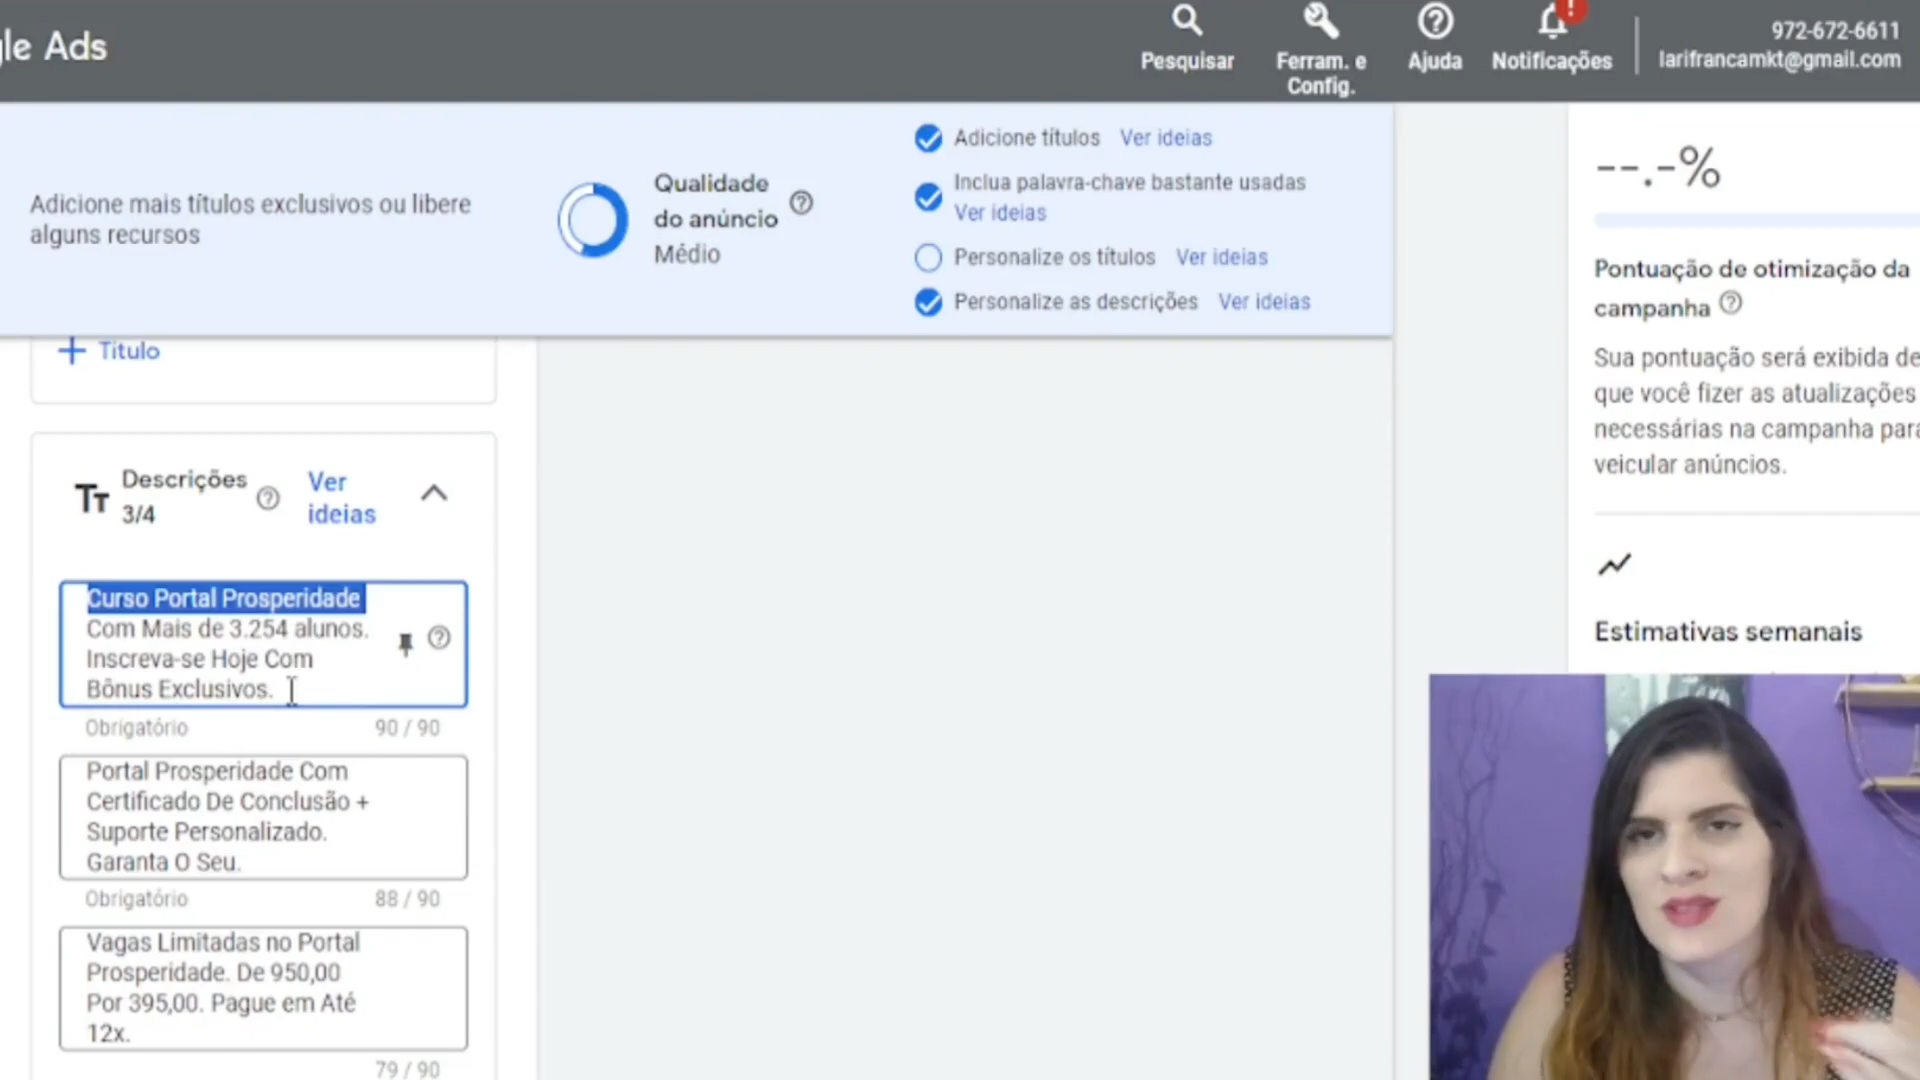 gle Ads
Pesquisar
Ferram. e
Config.
Ajuda
!
Notificações
972-672-6611
larifrancamkt@gmail.com
Adicione mais títulos exclusivos ou libere
alguns recursos
Qualidade
do anúncio
Médio
Adicione títulos Ver ideias
Inclua palavra-chave bastante usadas
Ver ideias
Personalize os títulos Ver ideias
Personalize as descrições Ver ideias
--.-%
Pontuação de otimização da
campanha
Sua pontuação será exibida de
que você fizer as atualizações
necessárias na campanha para
veicular anúncios.
Estimativas semanais
+ Título
Tт Descrições
3/4
Ver
ideias
Curso Portal Prosperidade
Com Mais de 3.254 alunos.
Inscreva-se Hoje Com
Bônus Exclusivos.
Obrigatório 90 / 90
Portal Prosperidade Com
Certificado De Conclusão +
Suporte Personalizado.
Garanta O Seu.
Obrigatório 88 / 90
Vagas Limitadas no Portal
Prosperidade. De 950,00
Por 395,00. Pague em Até
12x.
79 / 90